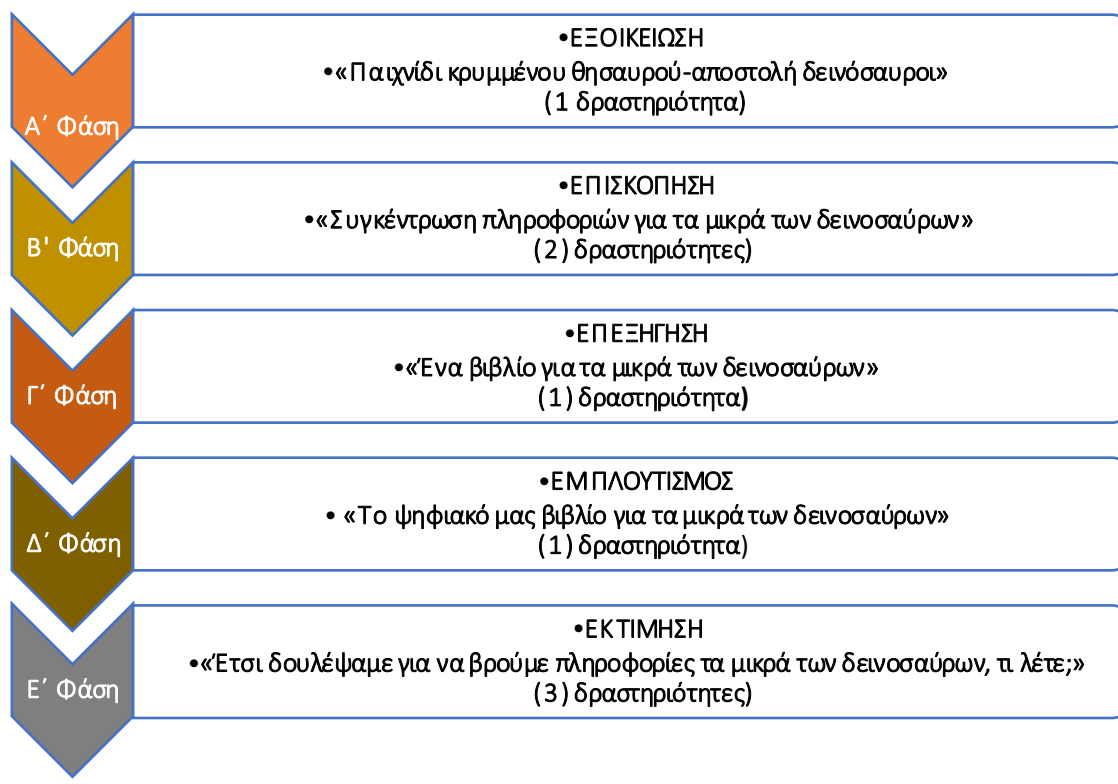 Α΄ Φάση
•ΕΞΟΙΚΕΙΩΣΗ
•«Παιχνίδι κρυμμένου θησαυρού-αποστολή δεινόσαυροι»
(1 δραστηριότητα)
Β' Φάση
•ΕΠΙΣΚΟΠΗΣΗ
•«Συγκέντρωση πληροφοριών για τα μικρά των δεινοσαύρων»
(2) δραστηριότητες)
Γ΄ Φάση
•ΕΠΕΞΗΓΗΣΗ
•«Ένα βιβλίο για τα μικρά των δεινοσαύρων»
(1) δραστηριότητα)
Δ΄ Φάση
•ΕΜΠΛΟΥΤΙΣΜΟΣ
• «Το ψηφιακό μας βιβλίο για τα μικρά των δεινοσαύρων»
(1) δραστηριότητα)
Ε΄ Φάση
•ΕΚΤΙΜΗΣΗ
•«Έτσι δουλέψαμε για να βρούμε πληροφορίες τα μικρά των δεινοσαύρων, τι λέτε;»
(3) δραστηριότητες)